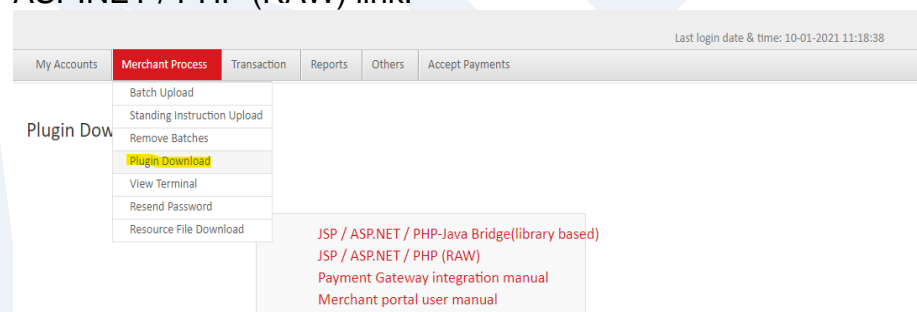 ASP.NET / PHP (RAW) link.
Last login date & time: 10-01-2021 11:18:38
My Accounts Merchant Process Transaction Reports Others Accept Payments
Batch Upload
Standing Instruction Upload
Plugin Dow
Remove Batches
Plugin Download
View Terminal
Resend Password
Resource File Download
JSP / ASP.NET / PHP-Java Bridge(library based)
JSP / ASP.NET / PHP (RAW)
Payment Gateway integration manual
Merchant portal user manual